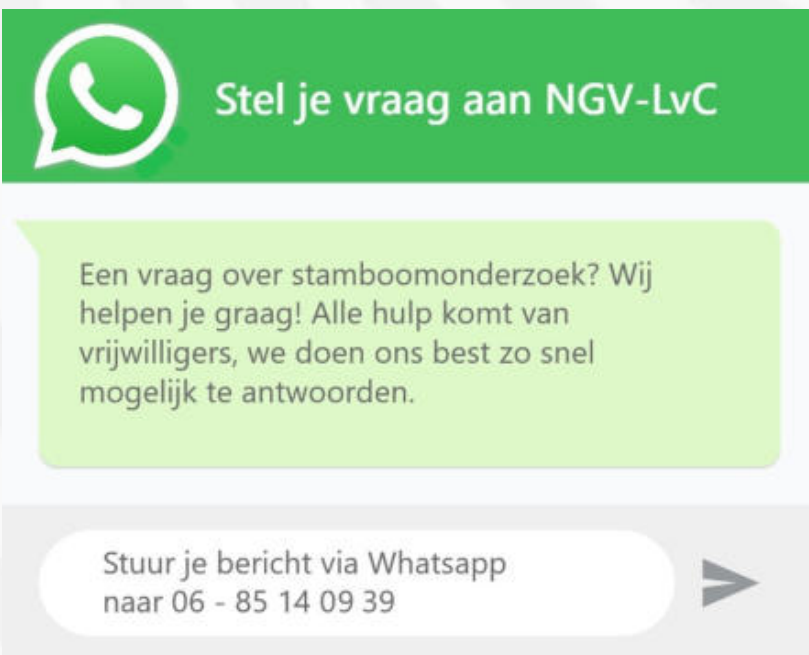 Stel je vraag aan NGV-LvC
Een vraag over stamboomonderzoek? Wij
helpen je graag! Alle hulp komt van
vrijwilligers, we doen ons best zo snel
mogelijk te antwoorden.
Stuur je bericht via Whatsapp
naar 06 - 85 14 09 39